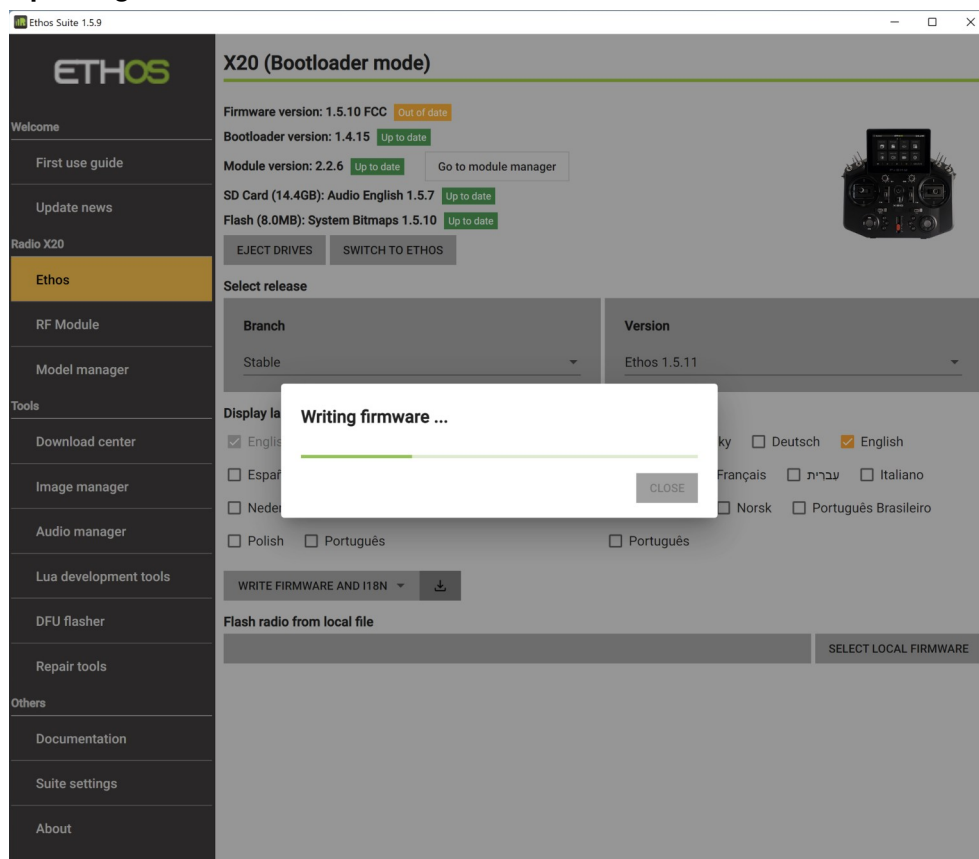 Ethos Suite 1.5.9
ETHOS
Welcome
First use guide
Update news
Radio X20
Ethos
RF Module
Model manager
Tools
Download center
Image manager
Audio manager
Lua development tools
DFU flasher
Repair tools
Others
Documentation
Suite settings
About
X20 (Bootloader mode)
Firmware version: 1.5.10 FCC Out of date
Bootloader version: 1.4.15 Up to date
Module version: 2.2.6 Up to date Go to module manager
SD Card (14.4GB): Audio English 1.5.7 Up to date
Flash (8.0MB): System Bitmaps 1.5.10 Up to date
EJECT DRIVES SWITCH TO ETHOS
Select release
Branch
Stable
Version
Ethos 1.5.11
Display
Writing firmware ...
CLOSE
Deutsch English
Français עברית Italiano
Norsk Português Brasileiro
Polish Português Português
WRITE FIRMWARE AND I18N
Flash radio from local file
SELECT LOCAL FIRMWARE